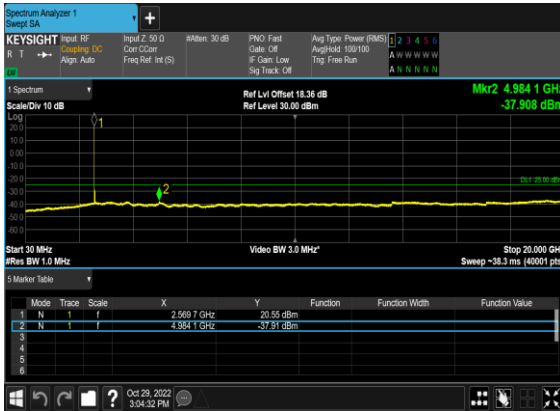 Spectrum Analyzer 1
Swept SA
+
KEYSIGHT Input: RF Input Z: 50 Ω #Atten: 30 dB PNO: Fast Avg Type: Power (RMS) 1 2 3 4 5 6
R T Coupling: DC Corr CCorr Gate: Off Avg|Hold: 100/100 A W W W W W
Align: Auto Freq Ref: Int (S) IF Gain: Low Trig: Free Run
Sig Track: Off A N N N N N
1 Spectrum
Scale/Div 10 dB Ref Lvl Offset 18.36 dB Mkr2 4.984 1 GHz
Ref Level 30.00 dBm -37.908 dBm
Log
20.0
10.0
0.00
-10.0
-20.0
-30.0
-40.0
-50.0
-60.0
1
2
DL1 -25.00 dBm
Start 30 MHz Video BW 3.0 MHz* Stop 20.000 GHz
#Res BW 1.0 MHz Sweep ~38.3 ms (40001 pts)
5 Marker Table
Mode Trace Scale X Y Function Function Width Function Value
1 N 1 f 2.569 7 GHz 20.55 dBm
2 N 1 f 4.984 1 GHz -37.91 dBm
3
4
5
6
? Oct 29, 2022
3:04:32 PM